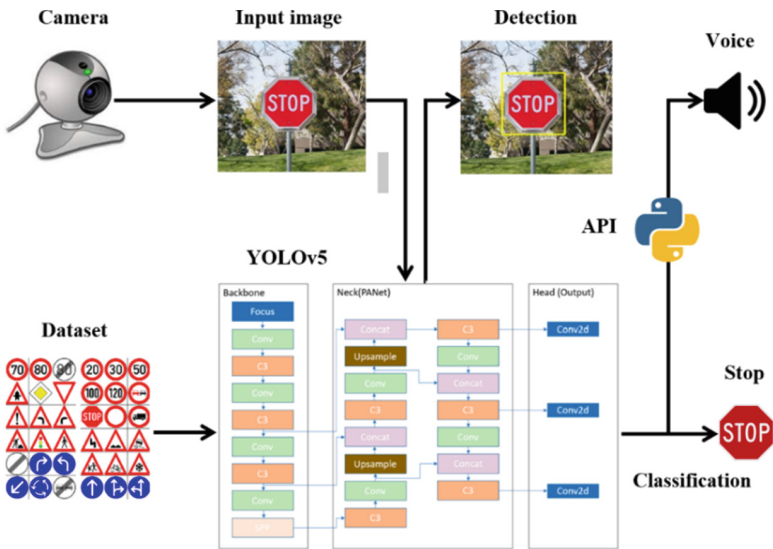 Camera
Input image
Detection
Voice
STOP
STOP
API
YOLOv5
Backbone
Neck(PANet)
Head (Output)
Focus
Conv
C3
Conv
C3
Conv
C3
Conv
SPP
Concat
Upsample
Conv
C3
Concat
Upsample
Conv
C3
C3
Conv
Concat
C3
Conv
Concat
C3
Conv2d
Conv2d
Conv2d
Dataset
70 80 80 20 30 50
100 120
STOP
Stop
STOP
Classification